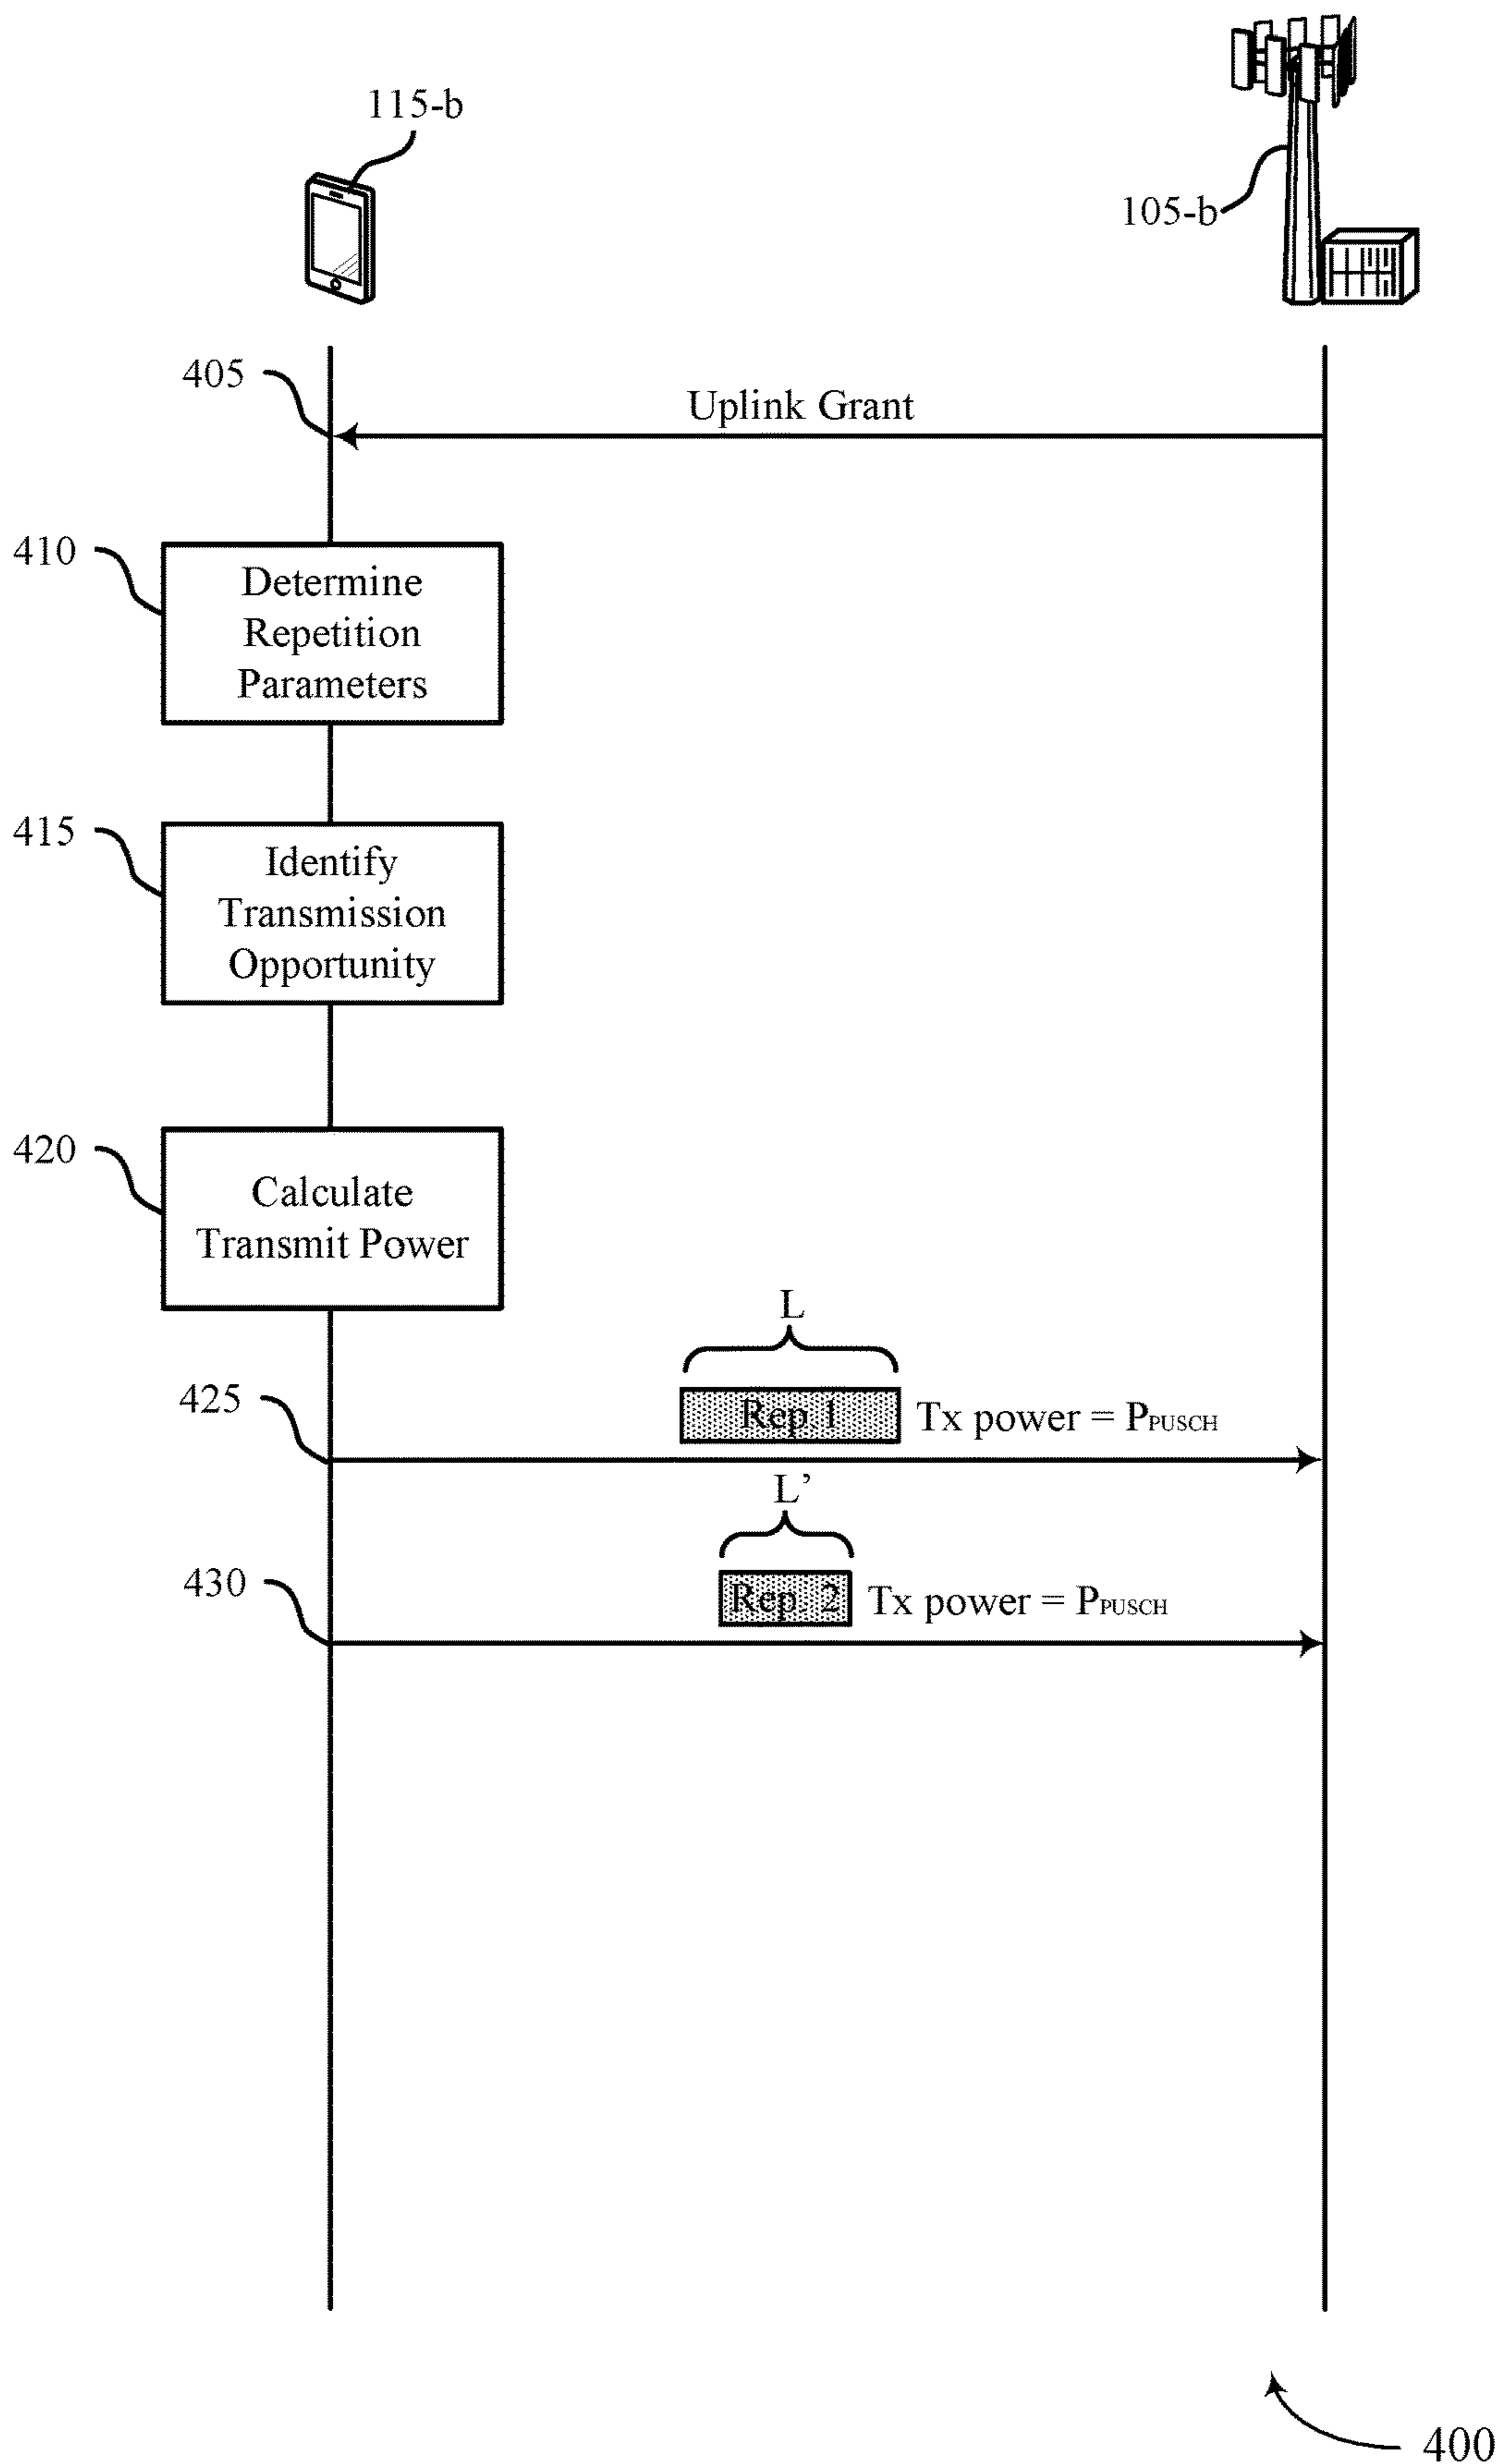 115-b
105-b
405
Uplink Grant
410
Determine
Repetition
Parameters
415
Identify
Transmission
Opportunity
420
Calculate
Transmit Power
L
425
Rep.1
Tx power = PPUSCH
L’
430
Rep. 2
Tx power = PPUSCH
400